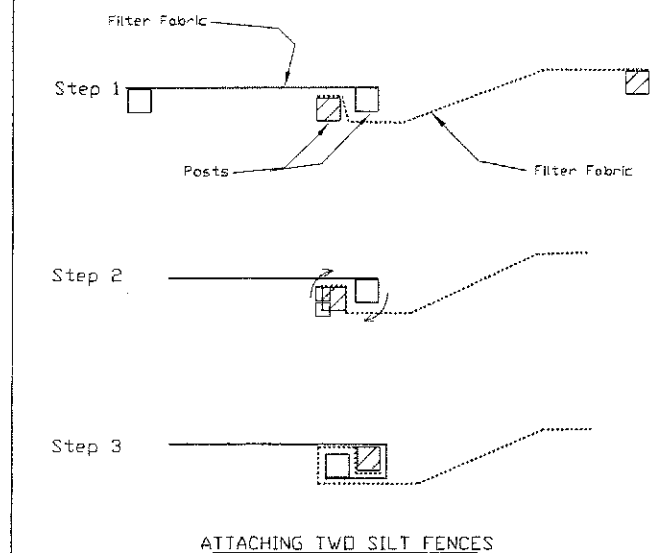 Filter Fabric
Step 1
Posts
Filter Fabric
Step 2
Step 3
ATTACHING TWO SILT FENCES